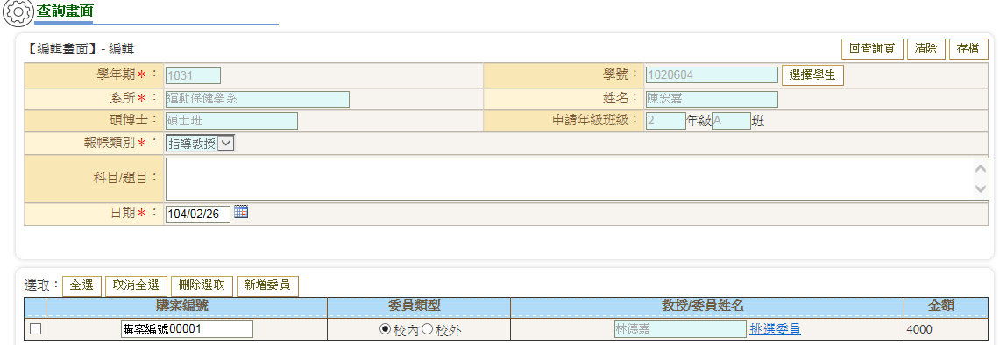 查詢畫面
【編輯畫面】- 編輯 回查詢頁 清除 存檔
學年期＊： 1031 學號： 1020604 選擇學生
系所＊： 運動保健學系 姓名： 陳宏嘉
碩博士： 碩士班 申請年級班級： 2 年級 A 班
報帳類別＊： 指導教授
科目/題目：
日期＊： 104/02/26
選取： 全選 取消全選 刪除選取 新增委員
購案編號 委員類型 教授/委員姓名 金額
購案編號00001 校內 校外 林德嘉 挑選委員 4000